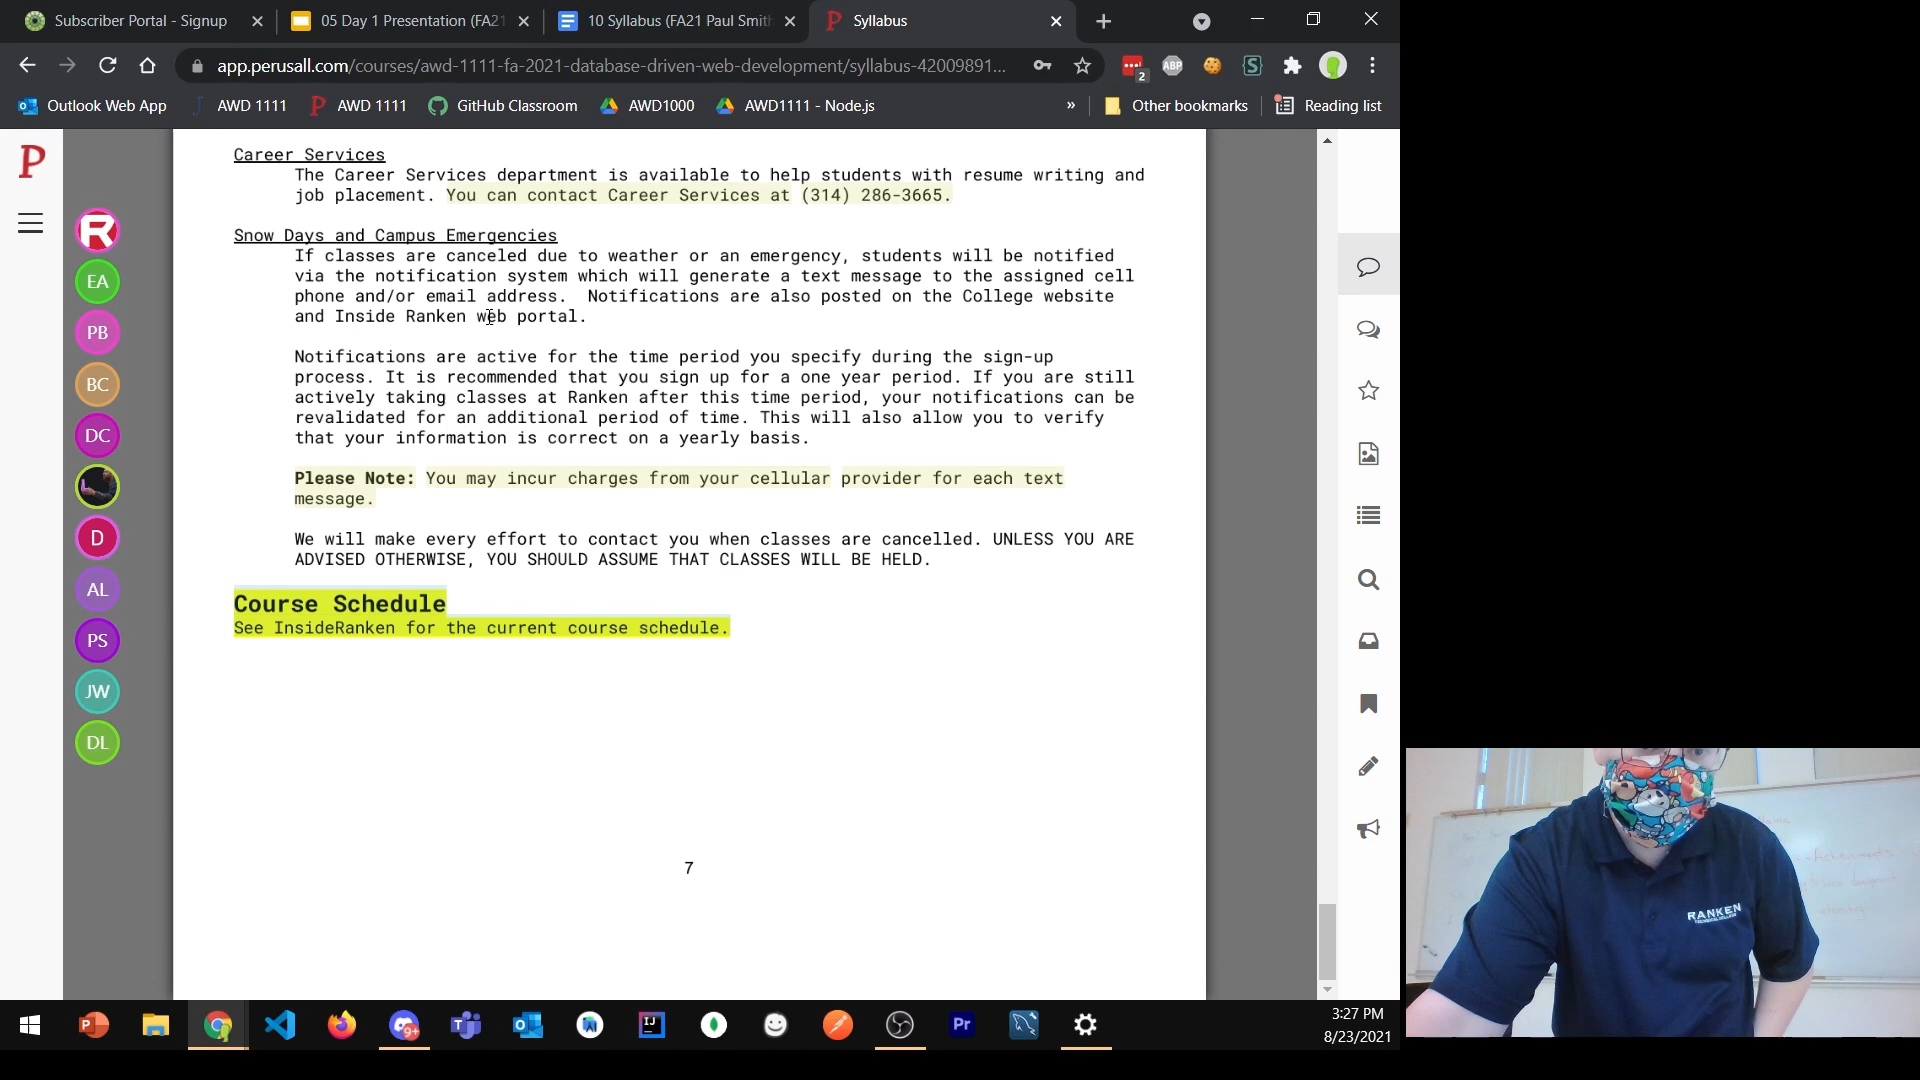 Subscriber Portal - Signup
05 Day 1 Presentation (FA21
10 Syllabus (FA21 Paul Smith
Syllabus
app.perusall.com/courses/awd-1111-fa-2021-database-driven-web-development/syllabus-42009891...
2
ABP
S
Outlook Web App
AWD 1111
AWD 1111
GitHub Classroom
AWD1000
AWD1111 - Node.js
»
Other bookmarks
Reading list
P
R
EA
PB
BC
DC
D
AL
PS
JW
DL
Career Services
The Career Services department is available to help students with resume writing and
job placement. You can contact Career Services at (314) 286-3665.
Snow Days and Campus Emergencies
If classes are canceled due to weather or an emergency, students will be notified
via the notification system which will generate a text message to the assigned cell
phone and/or email address.  Notifications are also posted on the College website
and Inside Ranken web portal.
Notifications are active for the time period you specify during the sign-up
process. It is recommended that you sign up for a one year period. If you are still
actively taking classes at Ranken after this time period, your notifications can be
revalidated for an additional period of time. This will also allow you to verify
that your information is correct on a yearly basis.
Please Note: You may incur charges from your cellular provider for each text
message.
We will make every effort to contact you when classes are cancelled. UNLESS YOU ARE
ADVISED OTHERWISE, YOU SHOULD ASSUME THAT CLASSES WILL BE HELD.
Course Schedule
See InsideRanken for the current course schedule.
7
RANKEN
TECHNICAL COLLEGE
9+
IJ
Pr
3:27 PM
8/23/2021